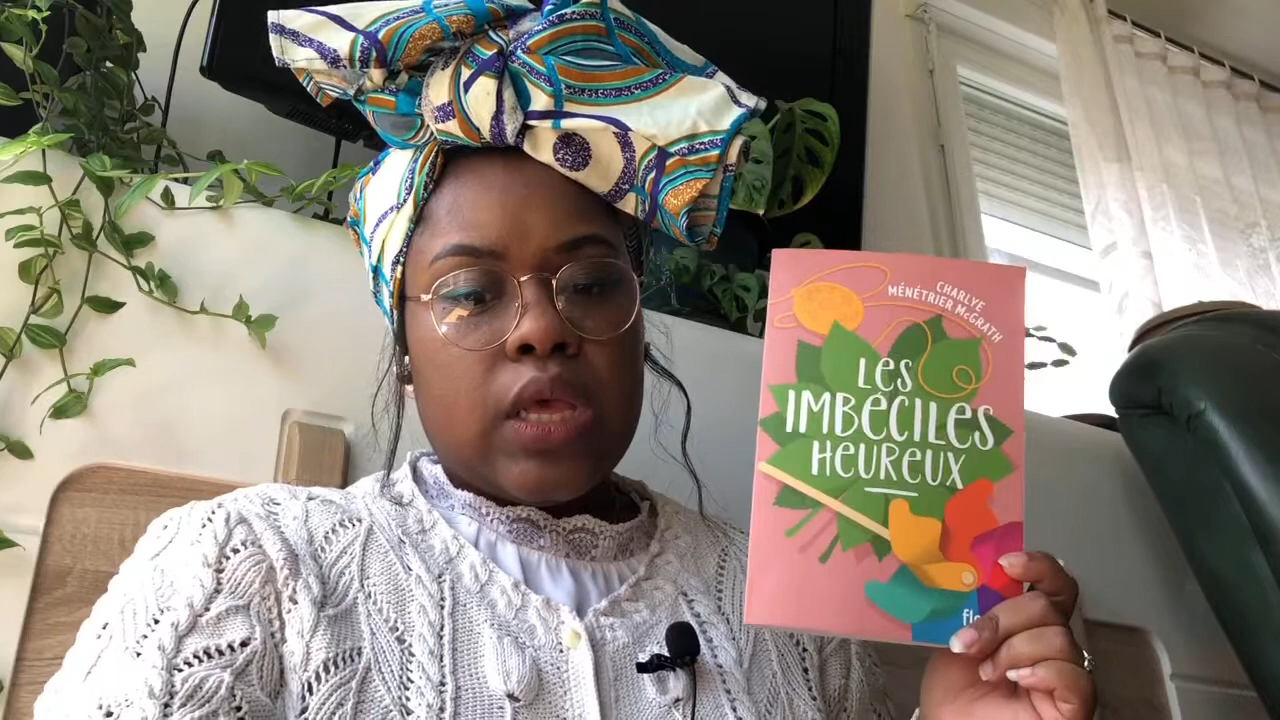 CHARLYE
MÉNÉTRIER McGRATH
LES
IMBÉCILES
HEUREUX